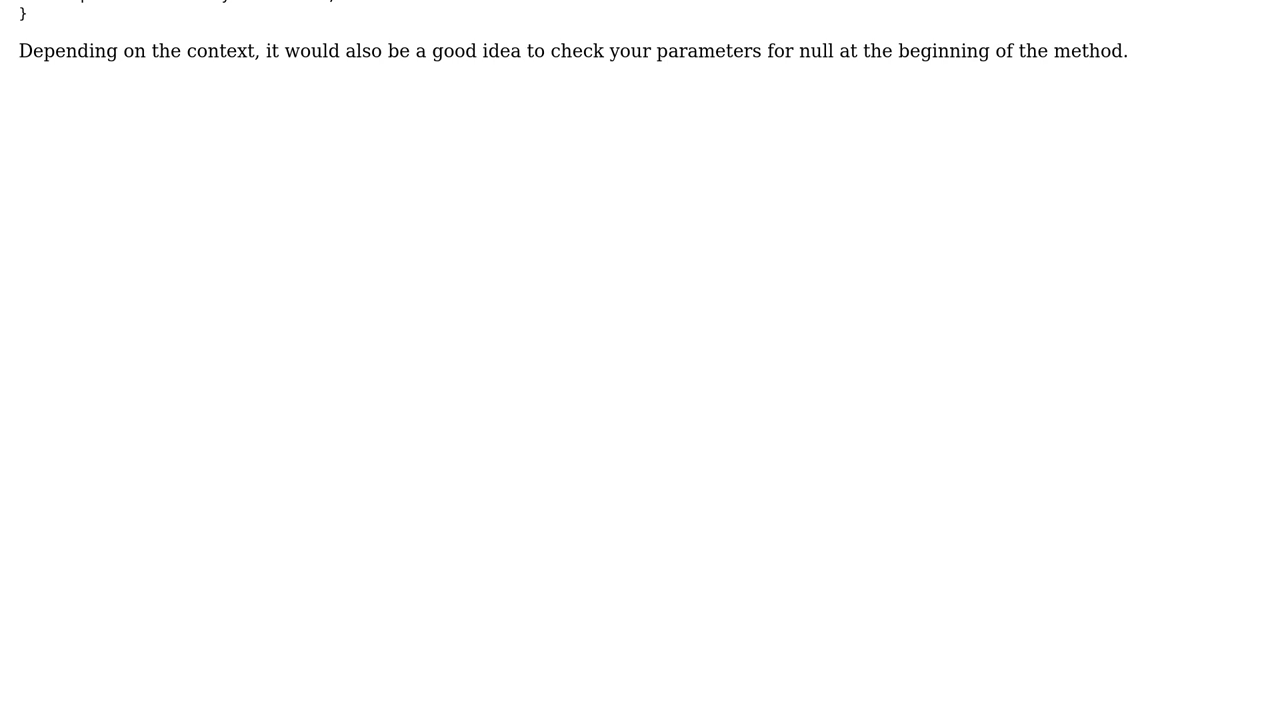 }
Depending on the context, it would also be a good idea to check your parameters for null at the beginning of the method.